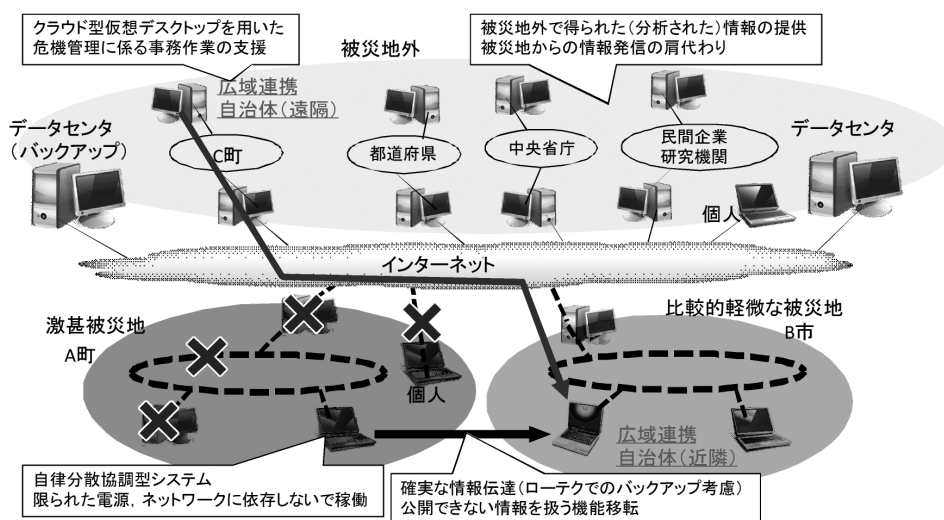 クラウド型仮想デスクトップを用いた
危機管理に係る事務作業の支援
被災地外で得られた(分析された)情報の提供
被災地からの情報発信の肩代わり
被災地外
広域連携
自治体(遠隔)
データセンタ
(バックアップ)
C町
都道府県
中央省庁
民間企業
研究機関
データセンタ
個人
インターネット
激甚被災地
A町
個人
比較的軽微な被災地
B市
広域連携
自治体(近隣)
自律分散協調型システム
限られた電源,ネットワークに依存しないで稼働
確実な情報伝達(ローテクでのバックアップ考慮)
公開できない情報を扱う機能移転